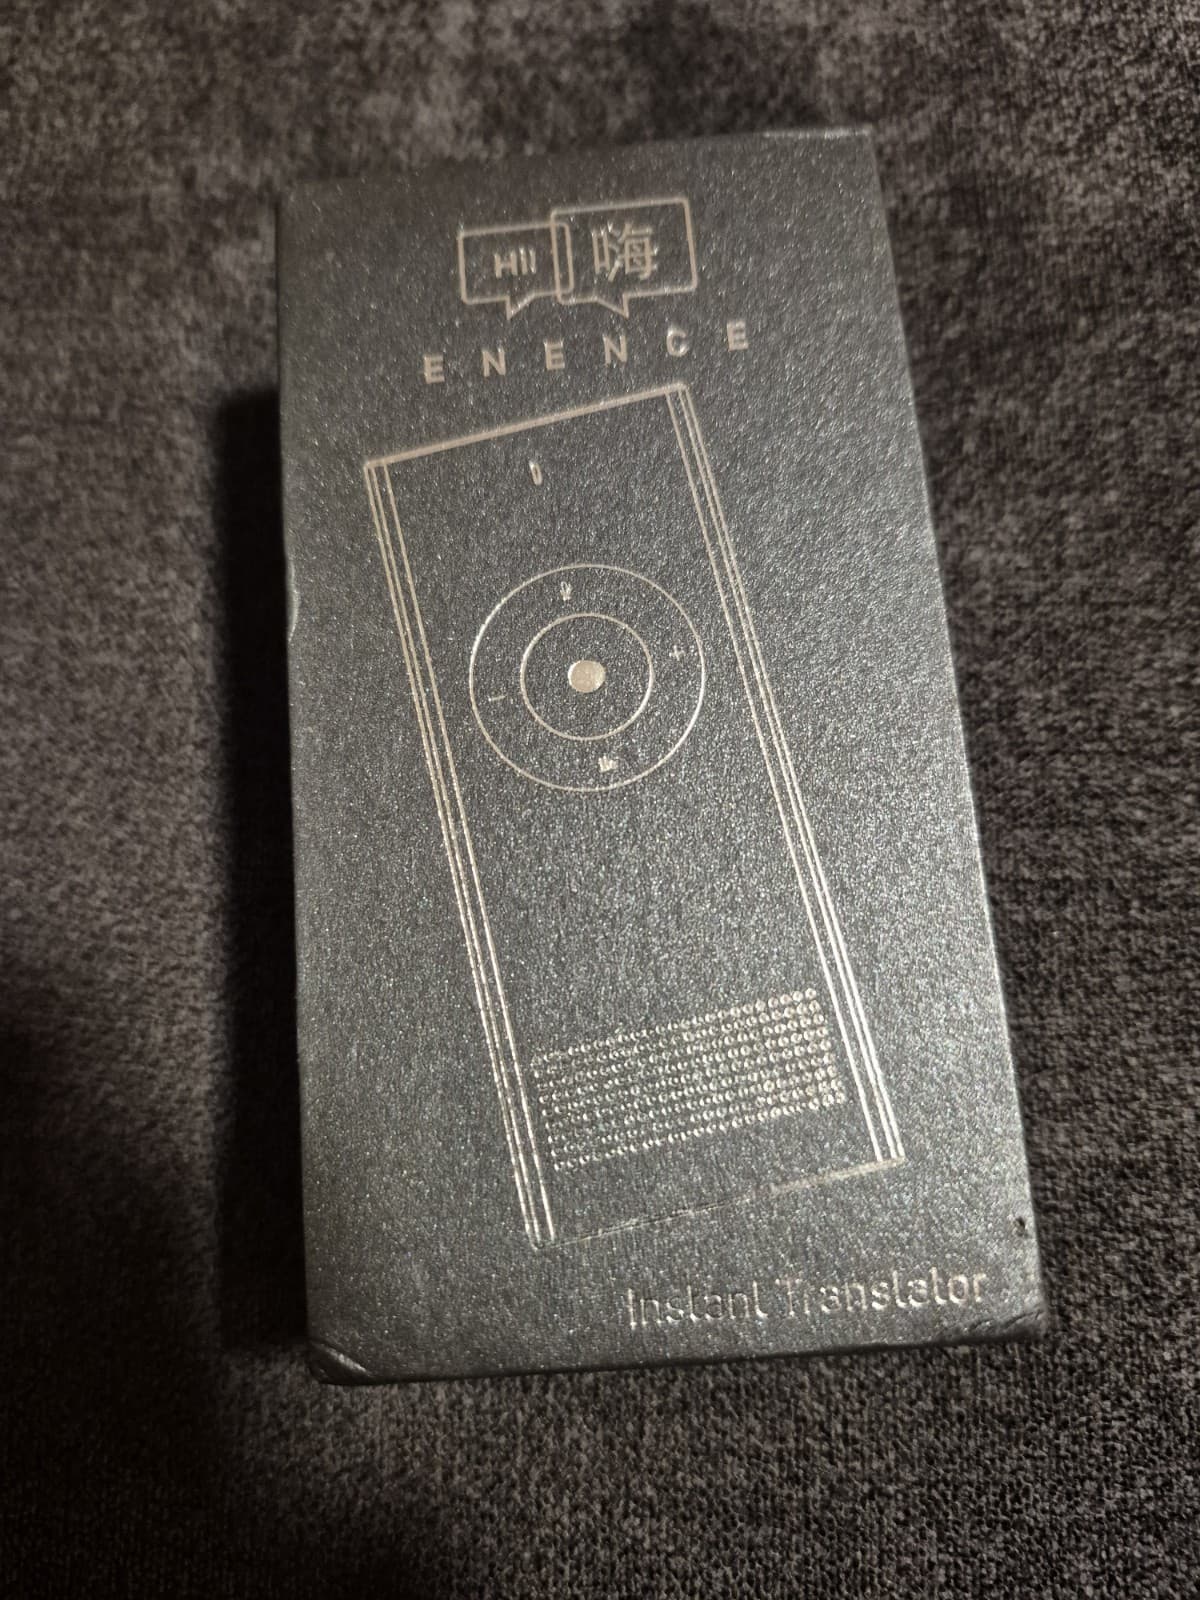 Hi!
嗨
ENENCE
Instant Translator